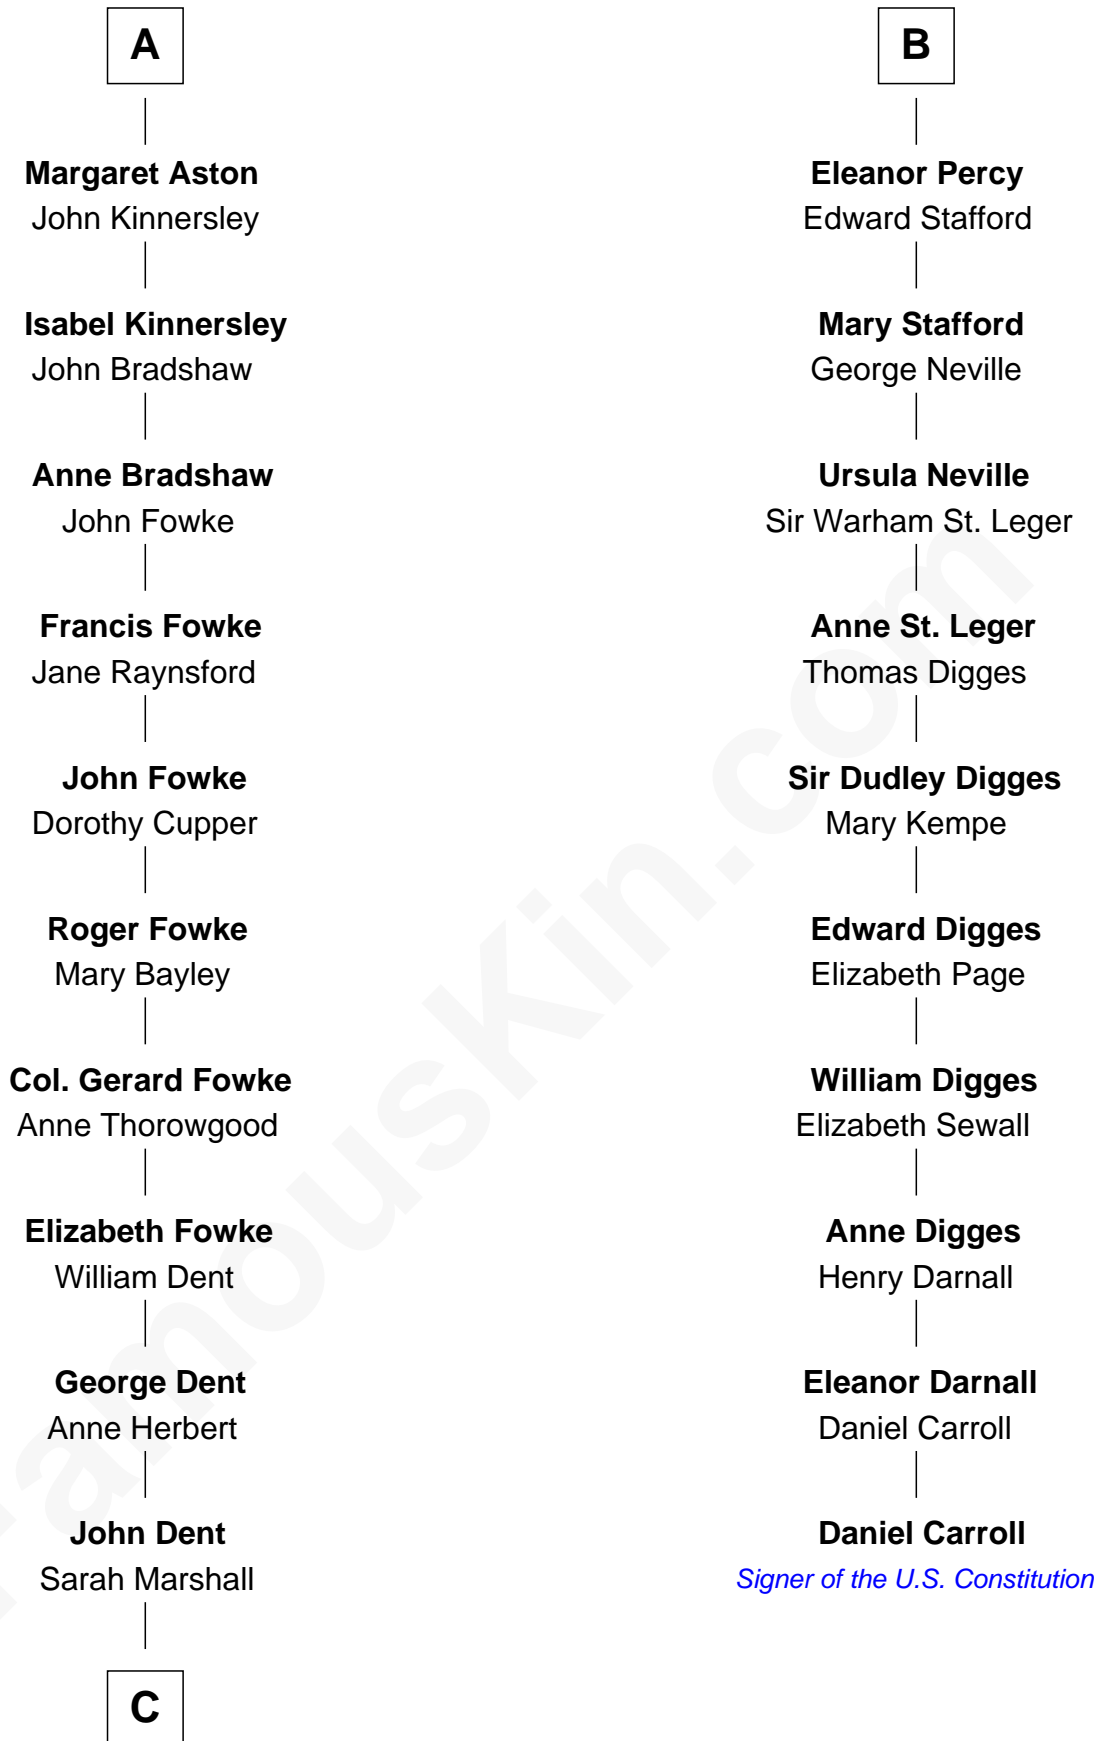 A
Margaret Aston
John Kinnersley
Isabel Kinnersley
John Bradshaw
Anne Bradshaw
John Fowke
Francis Fowke
Jane Raynsford
John Fowke
Dorothy Cupper
Roger Fowke
Mary Bayley
Col. Gerard Fowke
Anne Thorowgood
Elizabeth Fowke
William Dent
George Dent
Anne Herbert
John Dent
Sarah Marshall
C
B
Eleanor Percy
Edward Stafford
Mary Stafford
George Neville
Ursula Neville
Sir Warham St. Leger
Anne St. Leger
Thomas Digges
Sir Dudley Digges
Mary Kempe
Edward Digges
Elizabeth Page
William Digges
Elizabeth Sewall
Anne Digges
Henry Darnall
Eleanor Darnall
Daniel Carroll
Daniel Carroll
Signer of the U.S. Constitution
FamousKin.com